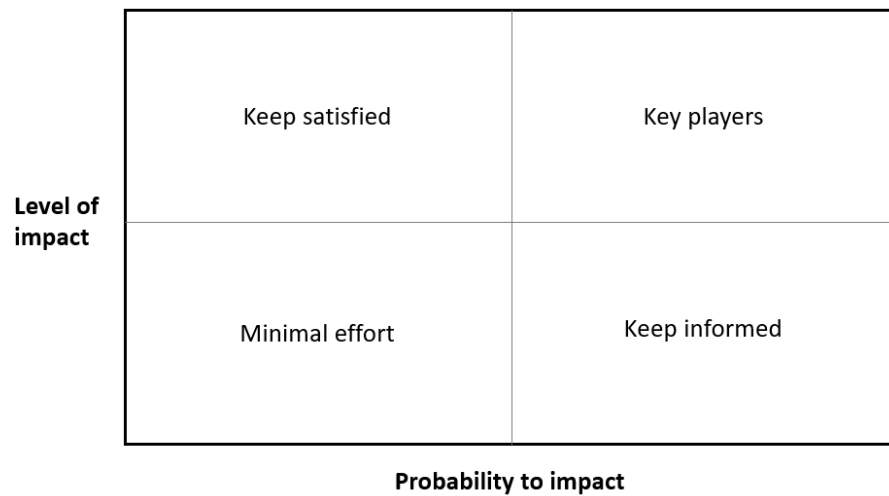 Keep satisfied
Key players
Level of
impact
Minimal effort
Keep informed
Probability to impact